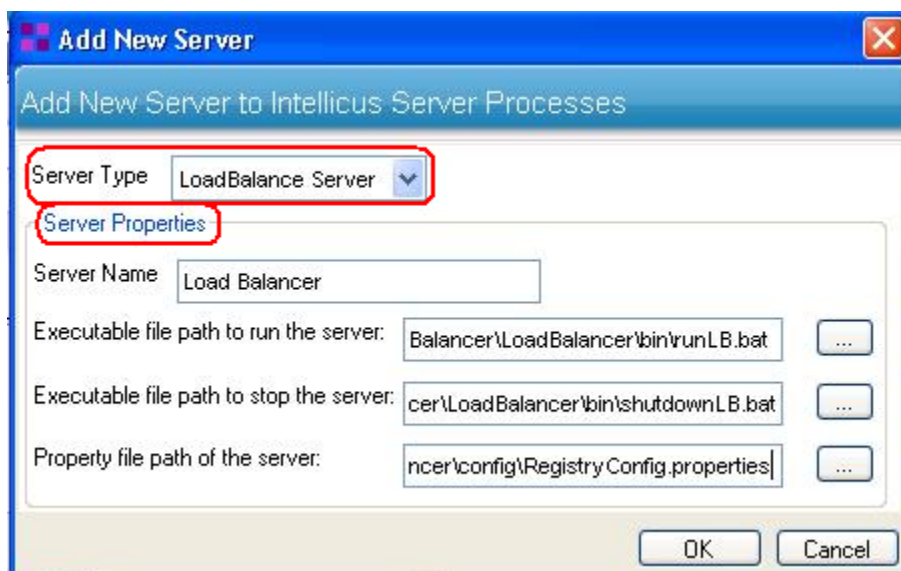 Add New Server
Add New Server to Intellicus Server Processes
Server Type LoadBalance Server
Server Properties
Server Name Load Balancer
Executable file path to run the server: Balancer\LoadBalancer\bin\runLB.bat ...
Executable file path to stop the server: cer\LoadBalancer\bin\shutdownLB.bat ...
Property file path of the server: ncer\config\RegistryConfig.properties ...
OK Cancel